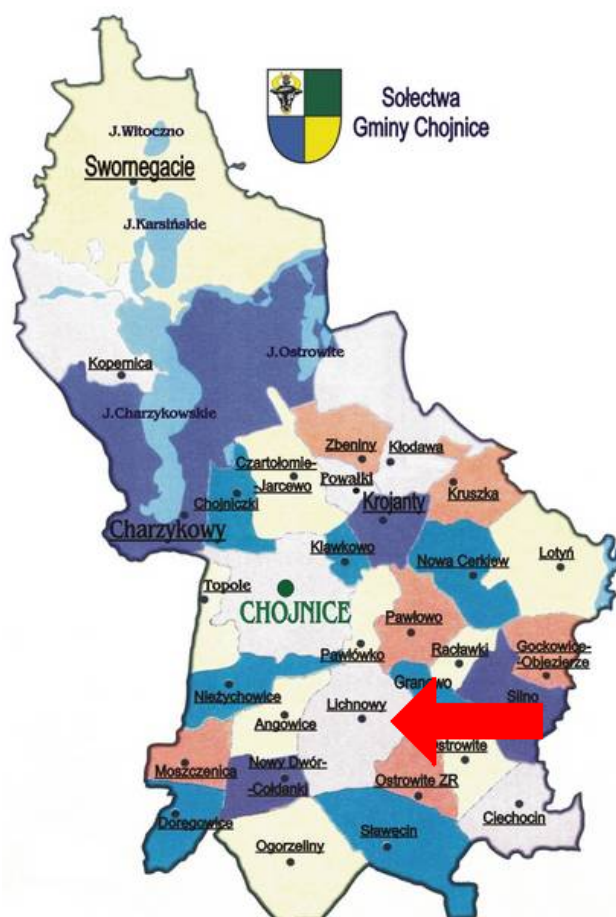 Sołectwa
Gminy Chojnice
J.Witoczno
Swornegacie
J.Karsińskie
J.Ostrowite
Kopernica
J.Charzykowskie
Zbeniny
Kłodawa
Czartołomie-
-Jarcewo
Powałki
Kruszka
Chojniczki
Krojanty
Charzykowy
Klawkowo
Nowa Cerkiew
Lotyń
Topole
CHOJNICE
Pawłowo
Pawłówko
Racławki
Gockowice-
-Objezierze
Granowo
Nieżychowice
Silno
Lichnowy
Angowice
Ostrowite
Moszczenica
Nowy Dwór-
-Cołdanki
Ostrowite ZR
Ciechocin
Doręgowice
Sławęcin
Ogorzeliny